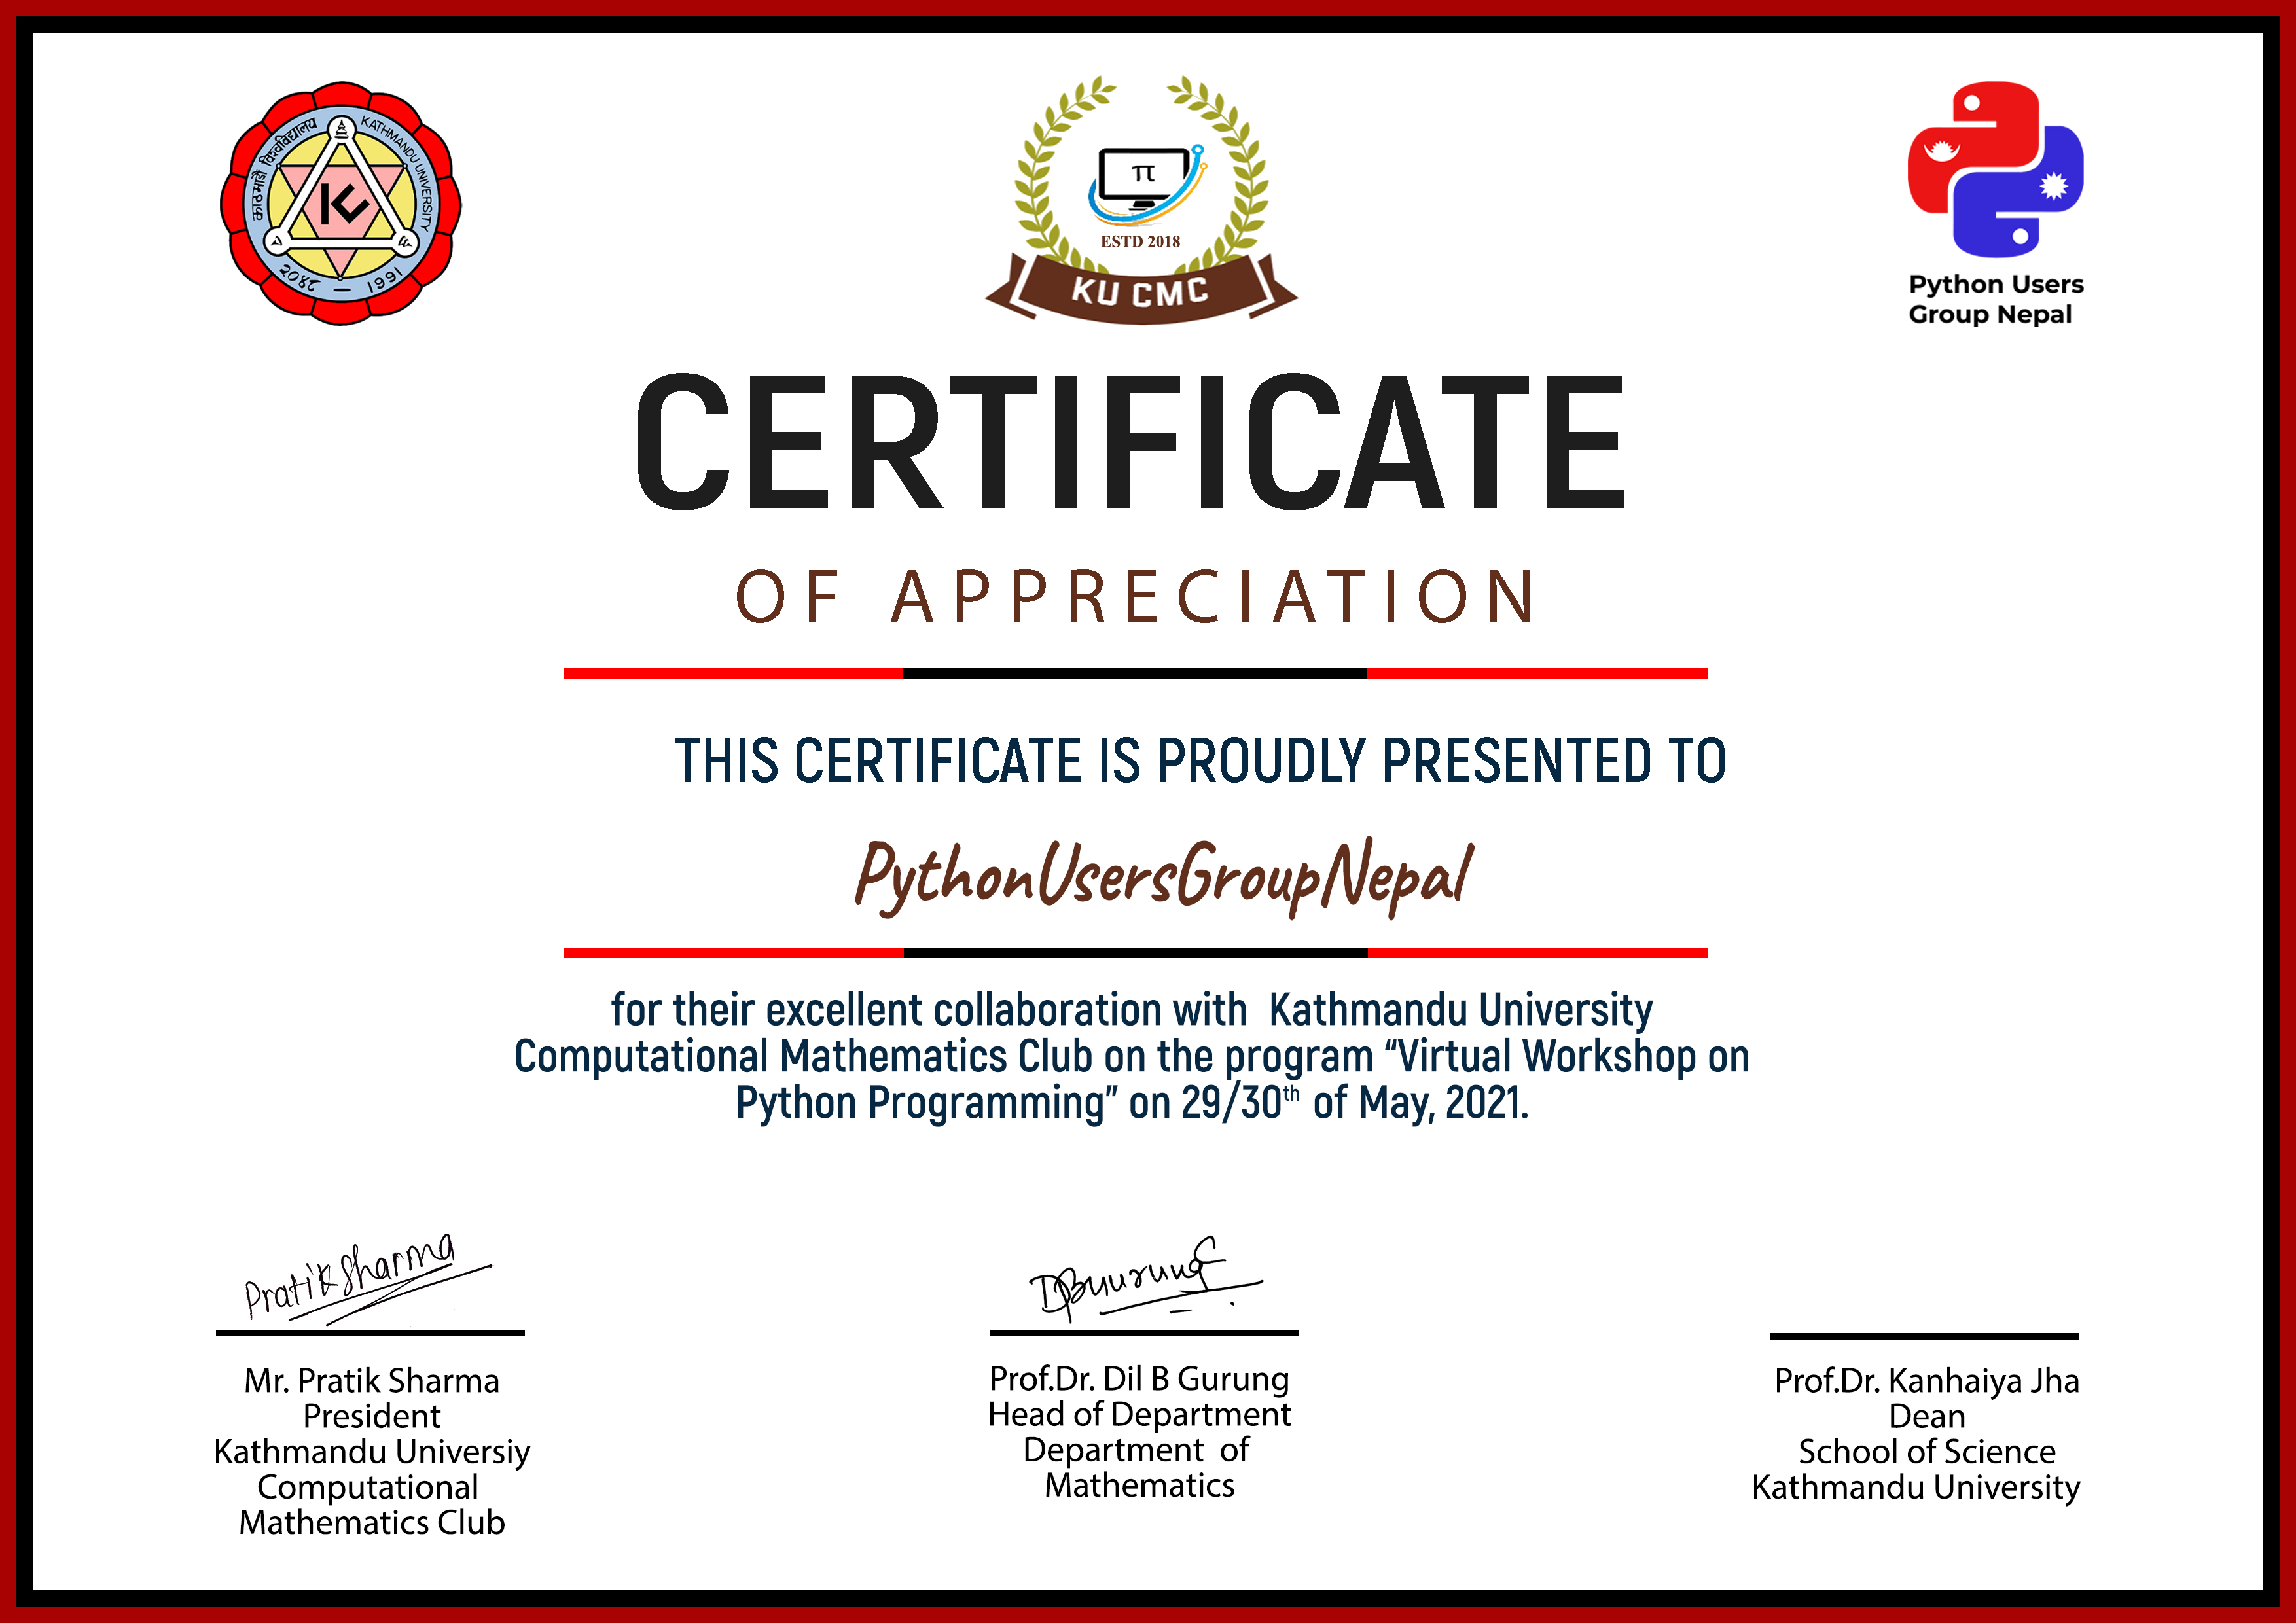 काठमाडौं विश्वविद्यालय
KATHMANDU UNIVERSITY
२०४८ — 1991
π
ESTD 2018
KU CMC
Python Users
Group Nepal
CERTIFICATE
OF APPRECIATION
THIS CERTIFICATE IS PROUDLY PRESENTED TO
PythonUsersGroupNepal
for their excellent collaboration with Kathmandu University
Computational Mathematics Club on the program “Virtual Workshop on
Python Programming” on 29/30th of May, 2021.
Pratik Sharma
DBGurung
Mr. Pratik Sharma
President
Kathmandu Universiy
Computational
Mathematics Club
Prof.Dr. Dil B Gurung
Head of Department
Department of
Mathematics
Prof.Dr. Kanhaiya Jha
Dean
School of Science
Kathmandu University